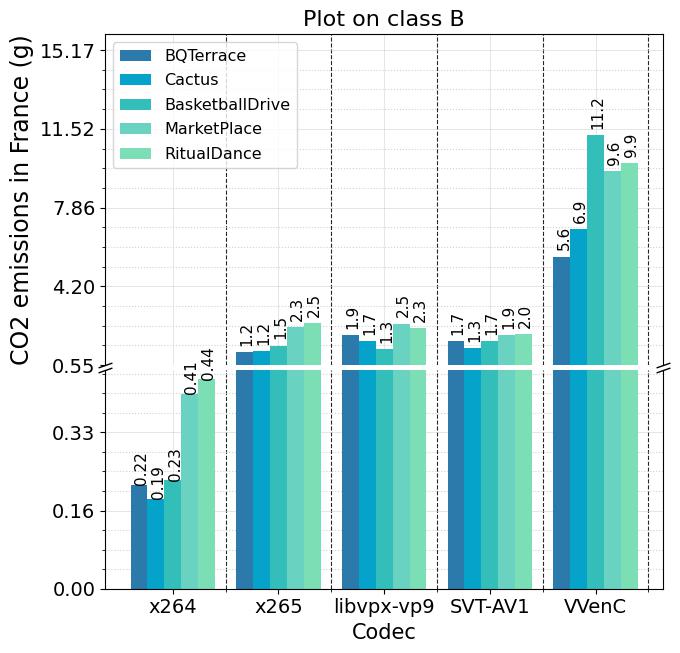 Plot on class B
CO2 emissions in France (g)
15.17
11.52
7.86
4.20
0.55
0.33
0.16
0.00
BQTerrace
Cactus
BasketballDrive
MarketPlace
RitualDance
0.22
0.19
0.23
0.41
0.44
1.2
1.2
1.5
2.3
2.5
1.9
1.7
1.3
2.5
2.3
1.7
1.3
1.7
1.9
2.0
5.6
6.9
11.2
9.6
9.9
x264
x265
libvpx-vp9
SVT-AV1
VVenC
Codec